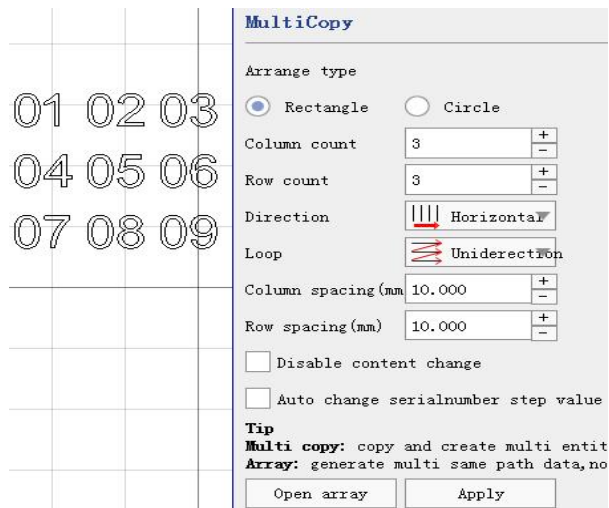 MultiCopy
Arrange type
Rectangle Circle
Column count 3 + -
Row count 3 + -
Direction Horizontal
Loop Unidirection
Column spacing(mm 10.000 + -
Row spacing(mm) 10.000 + -
Disable content change
Auto change serialnumber step value
Tip
Multi copy: copy and create multi entit
Array: generate multi same path data,no
Open array Apply
01 02 03
04 05 06
07 08 09